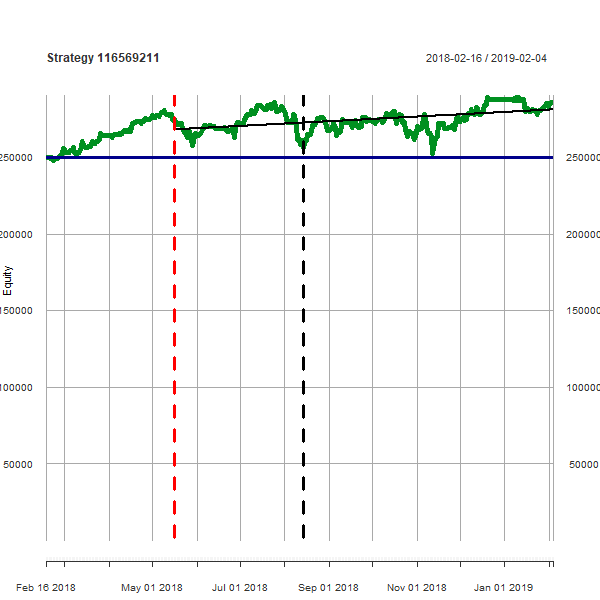 Strategy 116569211 2018-02-16 / 2019-02-04
250000 250000
200000 200000
Equity
150000 150000
100000 100000
50000 50000
Feb 16 2018 May 01 2018 Jul 01 2018 Sep 01 2018 Nov 01 2018 Jan 01 2019